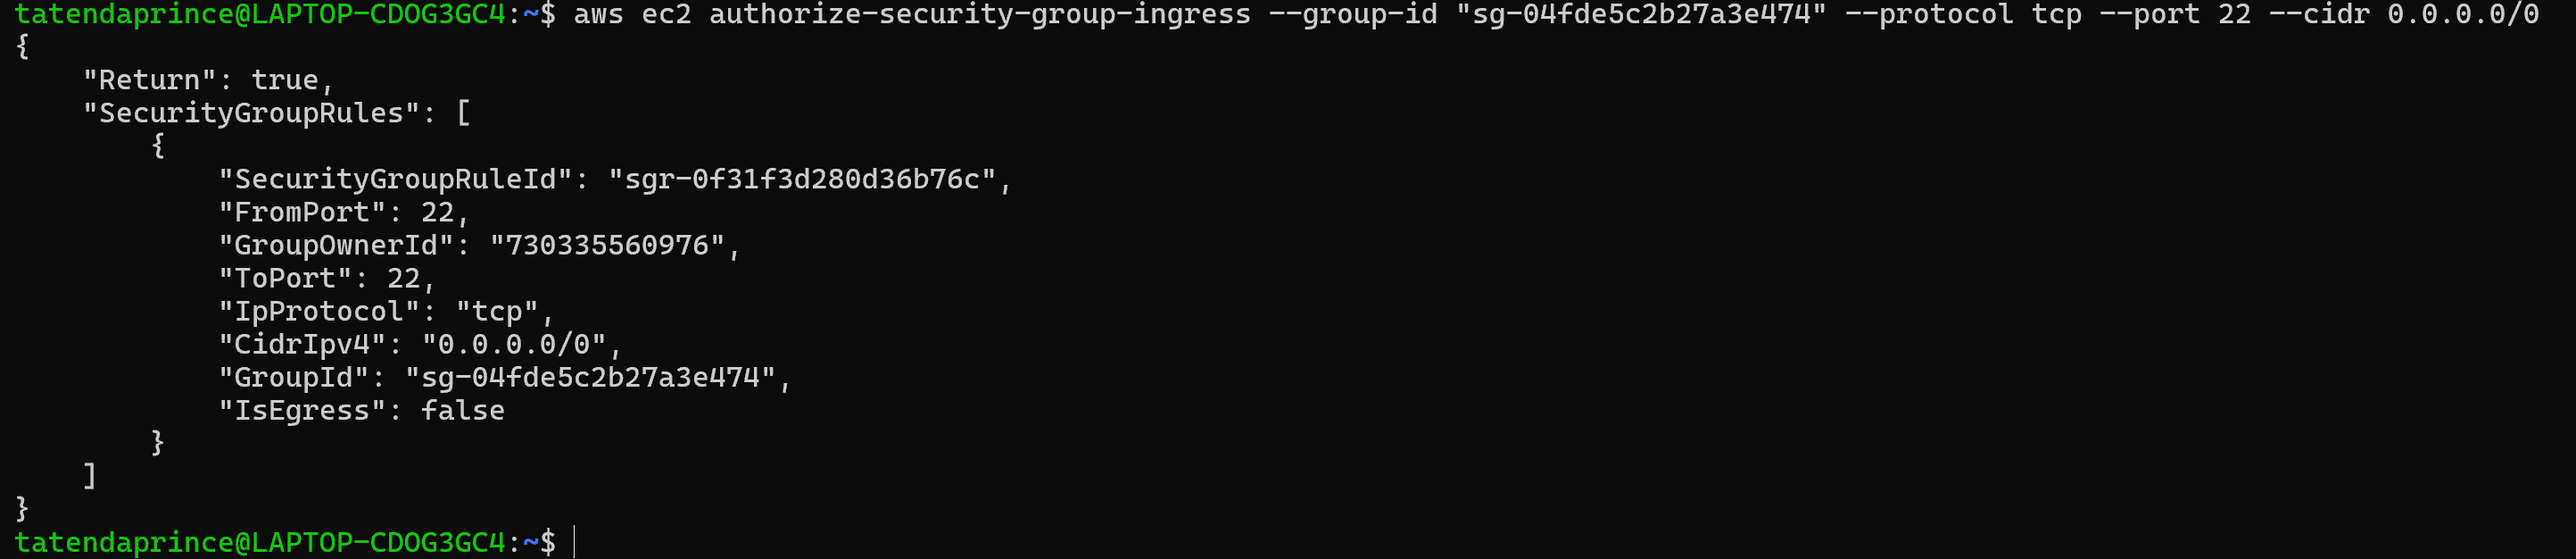 tatendaprince@LAPTOP-CDOG3GC4:~$ aws ec2 authorize-security-group-ingress --group-id "sg-04fde5c2b27a3e474" --protocol tcp --port 22 --cidr 0.0.0.0/0
{
    "Return": true,
    "SecurityGroupRules": [
        {
            "SecurityGroupRuleId": "sgr-0f31f3d280d36b76c",
            "FromPort": 22,
            "GroupOwnerId": "730335560976",
            "ToPort": 22,
            "IpProtocol": "tcp",
            "CidrIpv4": "0.0.0.0/0",
            "GroupId": "sg-04fde5c2b27a3e474",
            "IsEgress": false
        }
    ]
}
tatendaprince@LAPTOP-CDOG3GC4:~$